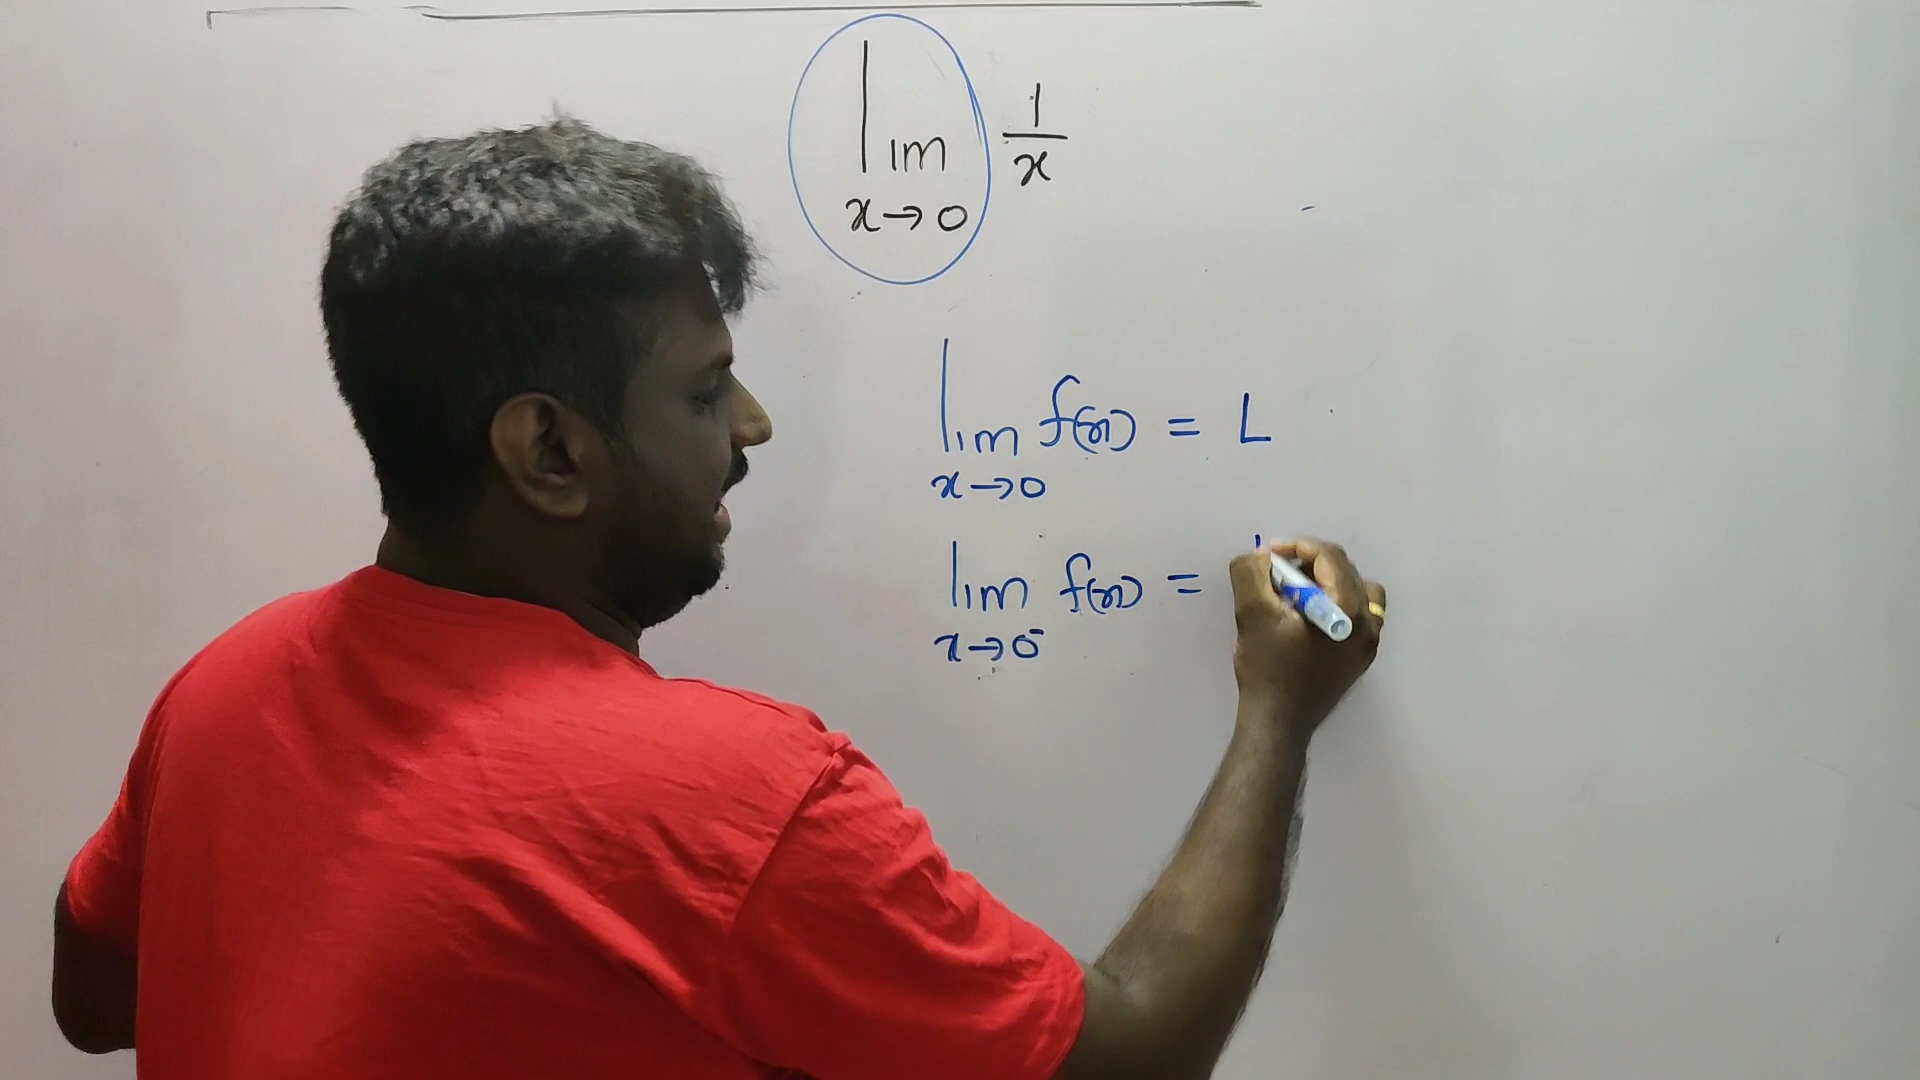 lim 1/x
x→0
lim f(x) = L
x→0
lim f(x) =
x→0⁻